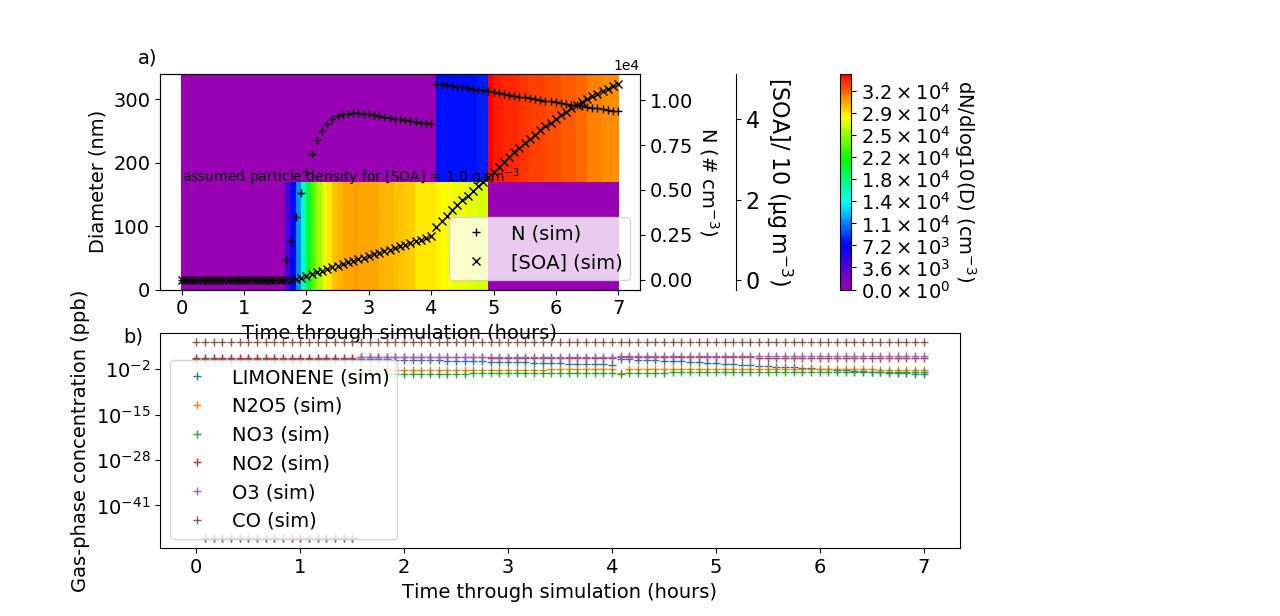 a)
1e4
300
200
100
0
Diameter (nm)
assumed particle density for [SOA] = 1.0 g cm⁻³
N (sim)
[SOA] (sim)
0 1 2 3 4 5 6 7
Time through simulation (hours)
1.00
0.75
0.50
0.25
0.00
N (# cm⁻³)
4
2
0
[SOA]/ 10 (µg m⁻³)
3.2 × 10⁴
2.9 × 10⁴
2.5 × 10⁴
2.2 × 10⁴
1.8 × 10⁴
1.4 × 10⁴
1.1 × 10⁴
7.2 × 10³
3.6 × 10³
0.0 × 10⁰
dN/dlog10(D) (cm⁻³)
b)
10⁻²
10⁻¹⁵
10⁻²⁸
10⁻⁴¹
Gas-phase concentration (ppb)
LIMONENE (sim)
N2O5 (sim)
NO3 (sim)
NO2 (sim)
O3 (sim)
CO (sim)
0 1 2 3 4 5 6 7
Time through simulation (hours)